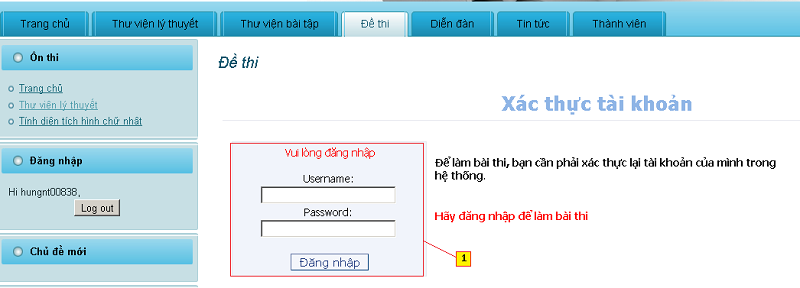 Trang chủ
Thư viện lý thuyết
Thư viện bài tập
Đề thi
Diễn đàn
Tin tức
Thành viên
Ôn thi
Trang chủ
Thư viện lý thuyết
Tính diện tích hình chữ nhật
Đăng nhập
Hi hungnt00838,
Log out
Chủ đề mới
Đề thi
Xác thực tài khoản
Vui lòng đăng nhập
Username:
Password:
Đăng nhập
Để làm bài thi, bạn cần phải xác thực lại tài khoản của mình trong
hệ thống.
Hãy đăng nhập để làm bài thi
1